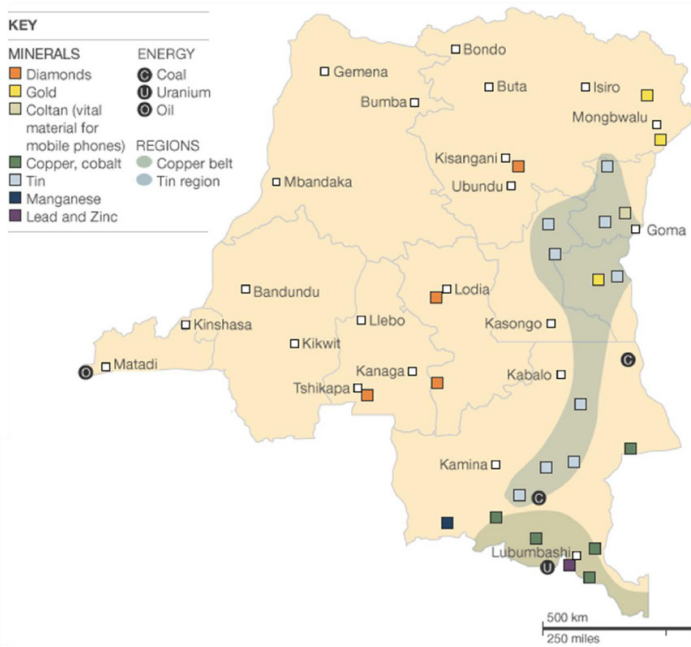 KEY
MINERALS
Diamonds
Gold
Coltan (vital
material for
mobile phones)
Copper, cobalt
Tin
Manganese
Lead and Zinc
ENERGY
C Coal
U Uranium
O Oil
REGIONS
Copper belt
Tin region
Bondo
Gemena
Buta
Isiro
Bumba
Mongbwalu
Kisangani
Mbandaka
Ubundu
Goma
Bandundu
Lodia
Kinshasa
Llebo
Kasongo
Kikwit
Matadi
O
C
Kanaga
Kabalo
Tshikapa
Kamina
C
Lubumbashi
U
500 km
250 miles